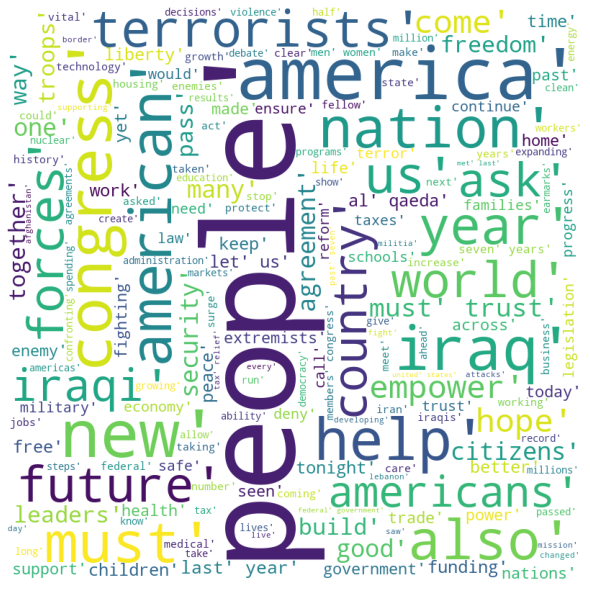 decisions'
violence'
half'
energy'
vital'
terrorists'
come'
time'
border'
million'
growth'
debate'
clear'
men'
women'
make'
freedom'
technology'
liberty'
troops'
way'
would'
enemies'
state'
past'
clean'
housing'
america'
supporting'
results'
could'
yet'
pass'
made'
ensure'
fellow'
continue'
one'
congress'
american'
people'
nation'
home'
workers'
nuclear'
act'
programs'
terror'
years'
expanding'
history'
taken'
education'
life'
us'
ask
met'
last'
many'
stop
show'
next'
earmarks'
together'
afghanistan'
agreements'
work'
asked'
need'
protect'
al' qaeda'
families'
progress'
forces'
spending'
create'
law'
agreement'
reform'
taxes'
year'
administration'
keep'
militia'
schools'
seven' years'
confronting'
markets'
let' us'
past' seven'
increase'
country'
world'
fighting'
security'
surge'
tax' relief'
peace'
extremists'
call'
congress'
members'
give'
must'
trust'
across'
business'
legislation'
enemy'
every'
run'
democracy'
fight'
meet'
ahead'
iraq'
americas'
growing'
united' states'
attacks'
iraqi'
economy'
ability'
deny'
iran'
trust'
empower'
today'
military'
developing'
iraqis'
working'
jobs'
new'
allow'
help'
hope'
record'
free'
taking'
number'
seen'
coming'
care'
citizens'
steps'
federal'
safe'
tonight'
lebanon'
better'
millions'
future'
americans'
leaders'
health'
tax'
lives'
live'
federal' government'
build'
trade'
power'
passed'
day'
know'
must'
saw'
good'
also'
mission'
changed'
long'
medical'
take'
support'
children'
last' year'
government'
funding'
nations'